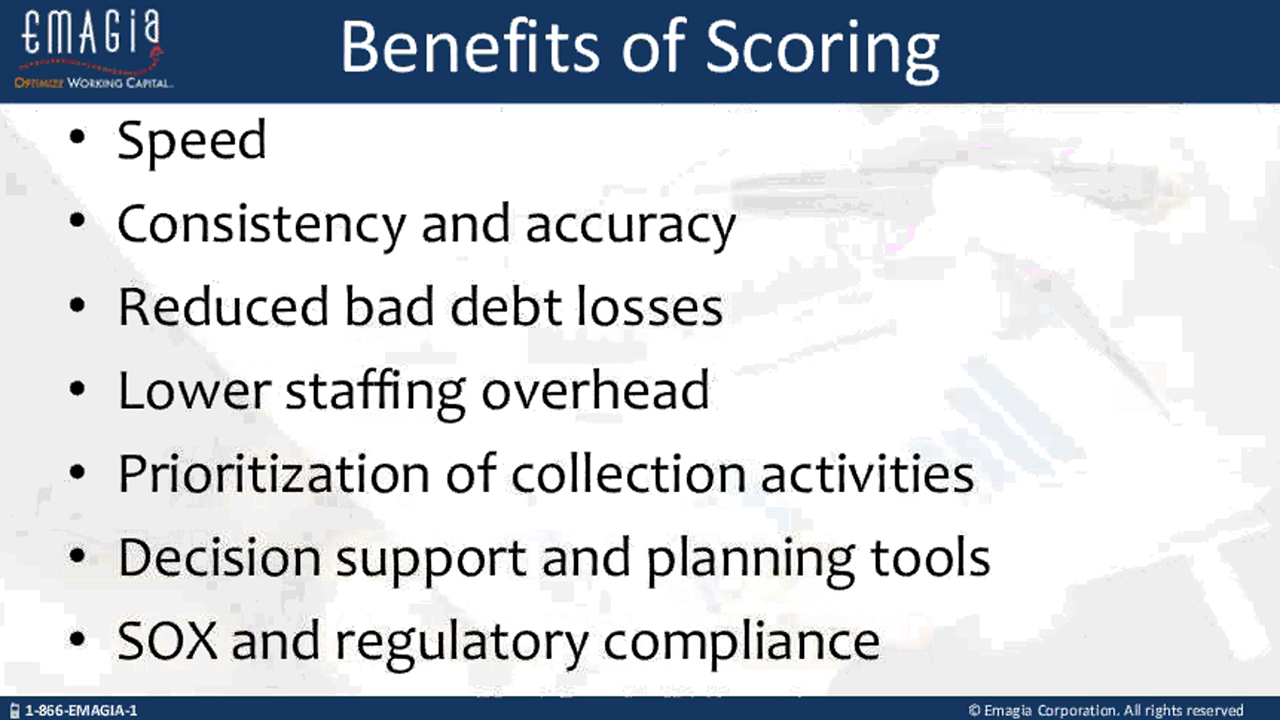 EMAGIA
OPTIMIZE WORKING CAPITAL
Benefits of Scoring
• Speed
• Consistency and accuracy
• Reduced bad debt losses
• Lower staffing overhead
• Prioritization of collection activities
• Decision support and planning tools
• SOX and regulatory compliance
1-866-EMAGIA-1
© Emagia Corporation. All rights reserved